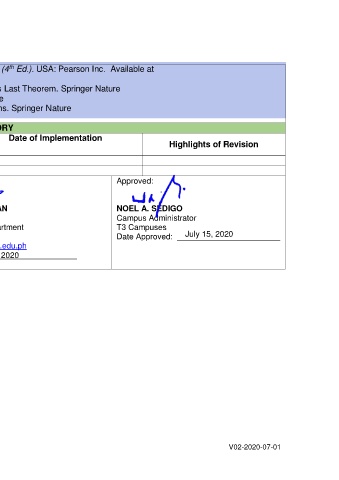 (4th Ed.). USA: Pearson Inc. Available at
s Last Theorem. Springer Nature
e
ns. Springer Nature
ORY
Date of Implementation
Highlights of Revision
Approved:
AN
NOEL A. SEDIGO
Campus Administrator
rtment
T3 Campuses
Date Approved: July 15, 2020
.edu.ph
2020
V02-2020-07-01